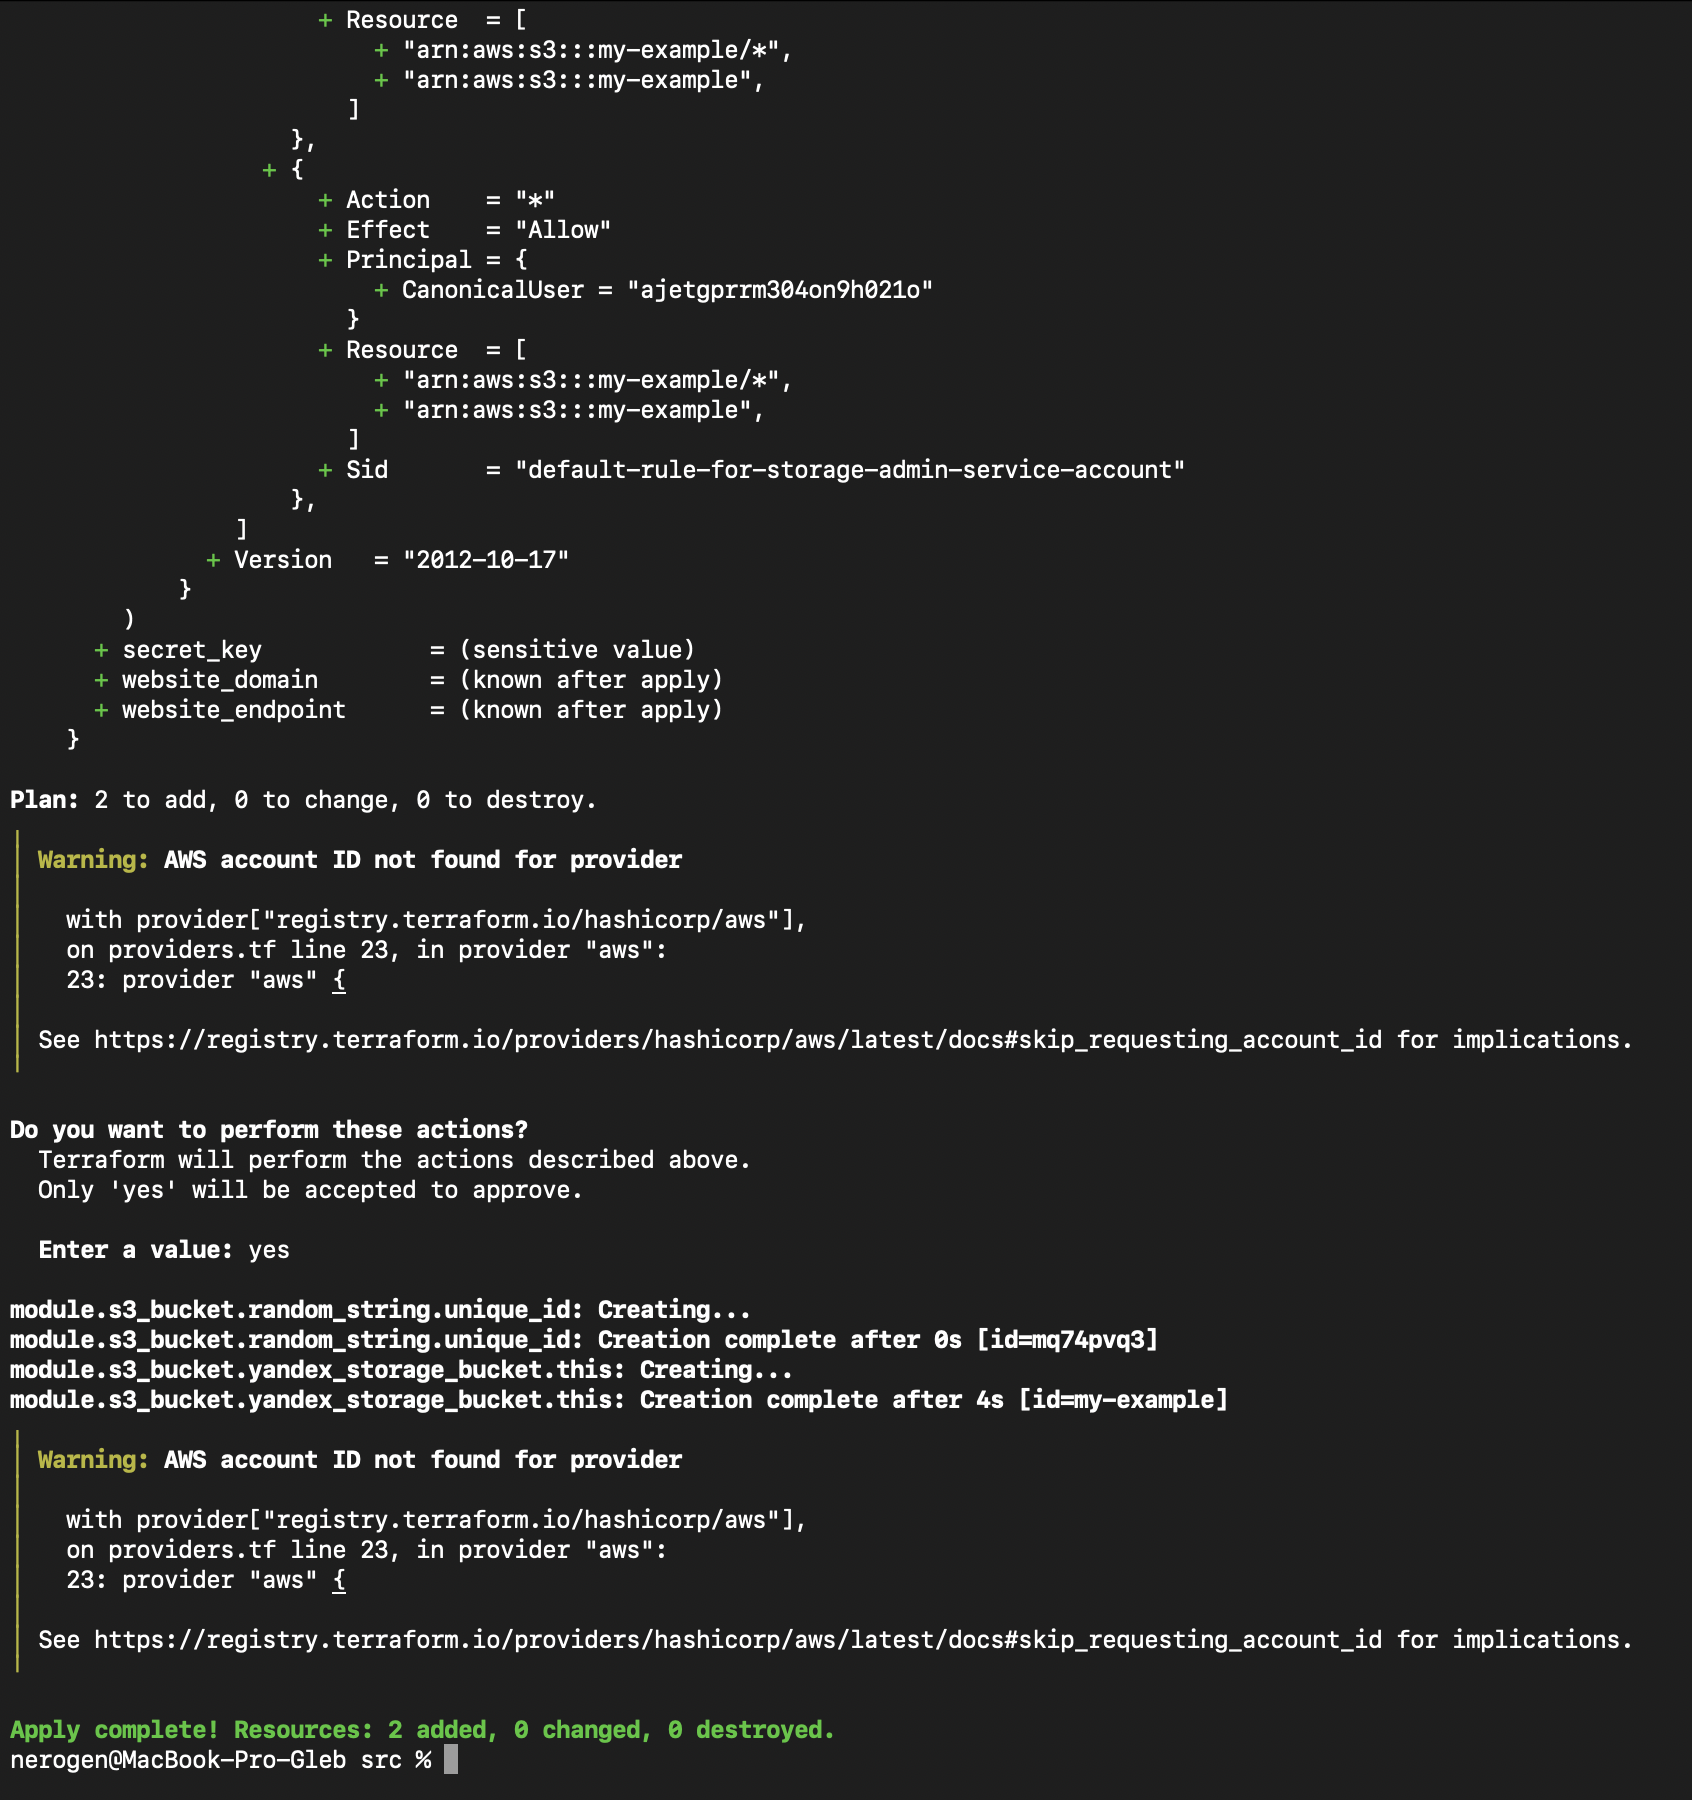 + Resource  = [
+ "arn:aws:s3:::my-example/*",
+ "arn:aws:s3:::my-example",
]
},
+ {
+ Action    = "*"
+ Effect    = "Allow"
+ Principal = {
+ CanonicalUser = "ajetgprrm304on9h021o"
}
+ Resource  = [
+ "arn:aws:s3:::my-example/*",
+ "arn:aws:s3:::my-example",
]
+ Sid       = "default-rule-for-storage-admin-service-account"
},
]
+ Version   = "2012-10-17"
}
)
+ secret_key            = (sensitive value)
+ website_domain        = (known after apply)
+ website_endpoint      = (known after apply)
}
Plan: 2 to add, 0 to change, 0 to destroy.
Warning: AWS account ID not found for provider
with provider["registry.terraform.io/hashicorp/aws"],
on providers.tf line 23, in provider "aws":
23: provider "aws" {
See https://registry.terraform.io/providers/hashicorp/aws/latest/docs#skip_requesting_account_id for implications.
Do you want to perform these actions?
Terraform will perform the actions described above.
Only 'yes' will be accepted to approve.
Enter a value: yes
module.s3_bucket.random_string.unique_id: Creating...
module.s3_bucket.random_string.unique_id: Creation complete after 0s [id=mq74pvq3]
module.s3_bucket.yandex_storage_bucket.this: Creating...
module.s3_bucket.yandex_storage_bucket.this: Creation complete after 4s [id=my-example]
Warning: AWS account ID not found for provider
with provider["registry.terraform.io/hashicorp/aws"],
on providers.tf line 23, in provider "aws":
23: provider "aws" {
See https://registry.terraform.io/providers/hashicorp/aws/latest/docs#skip_requesting_account_id for implications.
Apply complete! Resources: 2 added, 0 changed, 0 destroyed.
nerogen@MacBook-Pro-Gleb src %